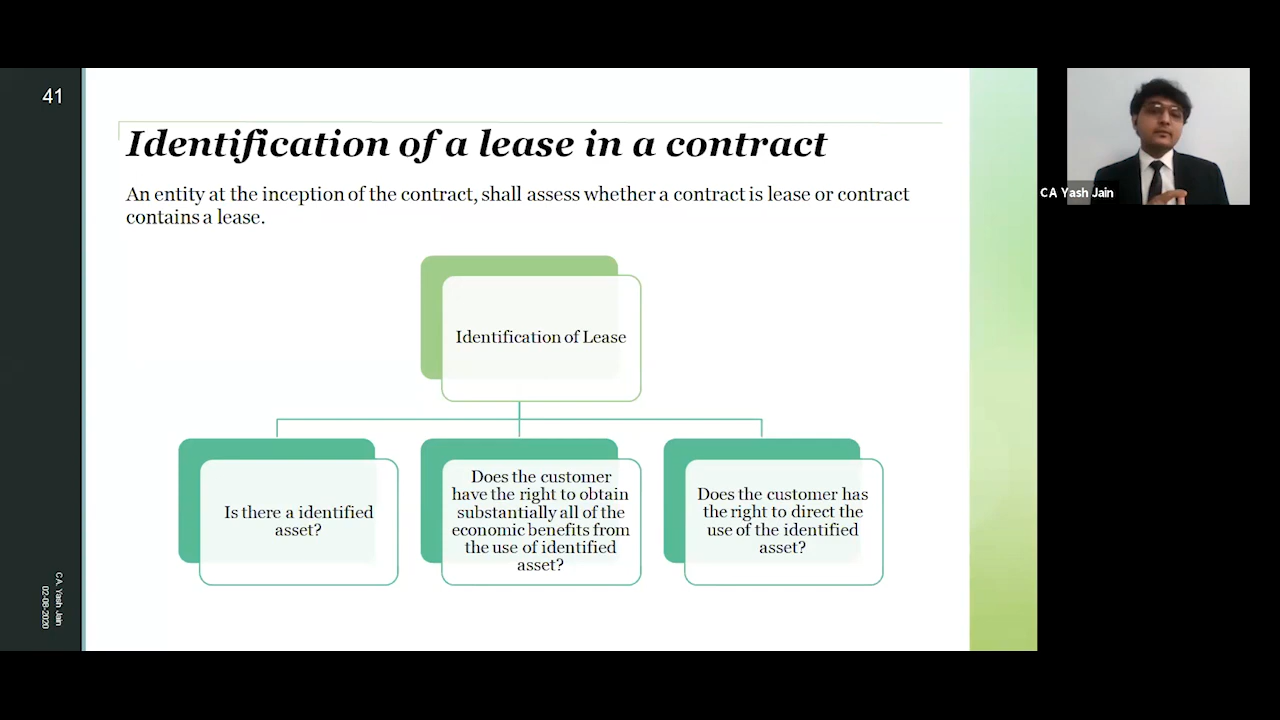 41
Identification of a lease in a contract
An entity at the inception of the contract, shall assess whether a contract is lease or contract
contains a lease.
Identification of Lease
Is there a identified
asset?
Does the customer
have the right to obtain
substantially all of the
economic benefits from
the use of identified
asset?
Does the customer has
the right to direct the
use of the identified
asset?
CA Yash Jain
C.A. Yash Jain
02-08-2020